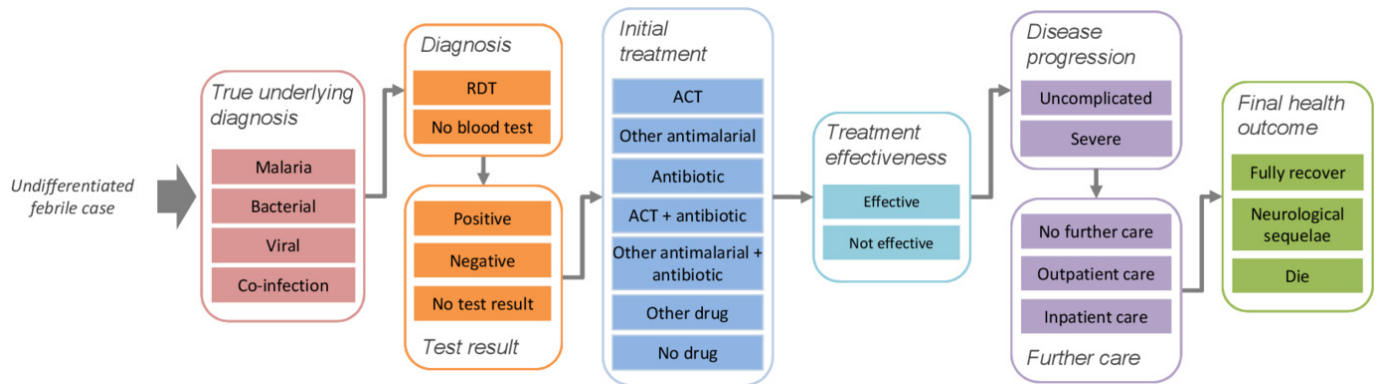 Undifferentiated
febrile case
True underlying
diagnosis
Malaria
Bacterial
Viral
Co-infection
Diagnosis
RDT
No blood test
Positive
Negative
No test result
Test result
Initial
treatment
ACT
Other antimalarial
Antibiotic
ACT + antibiotic
Other antimalarial +
antibiotic
Other drug
No drug
Treatment
effectiveness
Effective
Not effective
Disease
progression
Uncomplicated
Severe
No further care
Outpatient care
Inpatient care
Further care
Final health
outcome
Fully recover
Neurological
sequelae
Die